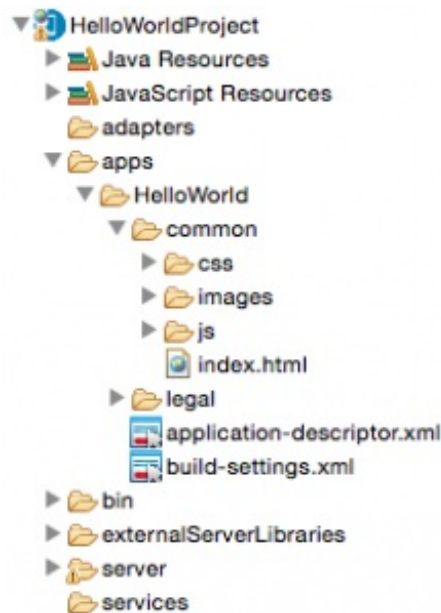 HelloWorldProject
Java Resources
JavaScript Resources
adapters
apps
HelloWorld
common
css
images
js
index.html
legal
application-descriptor.xml
build-settings.xml
bin
externalServerLibraries
server
services